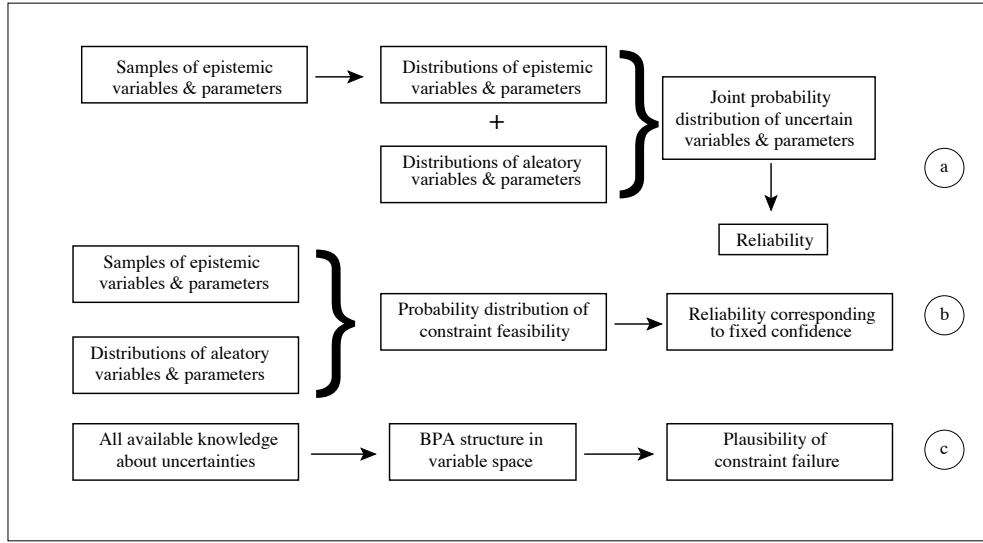 Samples of epistemic
variables & parameters
Distributions of epistemic
variables & parameters
+
Distributions of aleatory
variables & parameters
Joint probability
distribution of uncertain
variables & parameters
a
Reliability
Samples of epistemic
variables & parameters
Distributions of aleatory
variables & parameters
Probability distribution of
constraint feasibility
Reliability corresponding
to fixed confidence
b
All available knowledge
about uncertainties
BPA structure in
variable space
Plausibility of
constraint failure
c